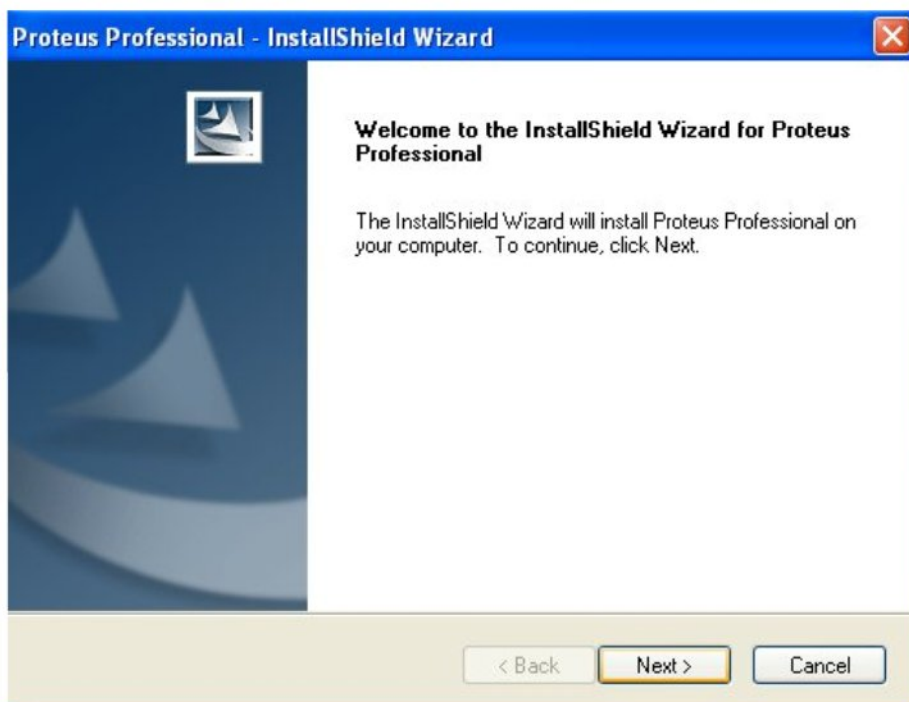 Proteus Professional - InstallShield Wizard
Welcome to the InstallShield Wizard for Proteus
Professional
The InstallShield Wizard will install Proteus Professional on
your computer. To continue, click Next.
< Back Next > Cancel